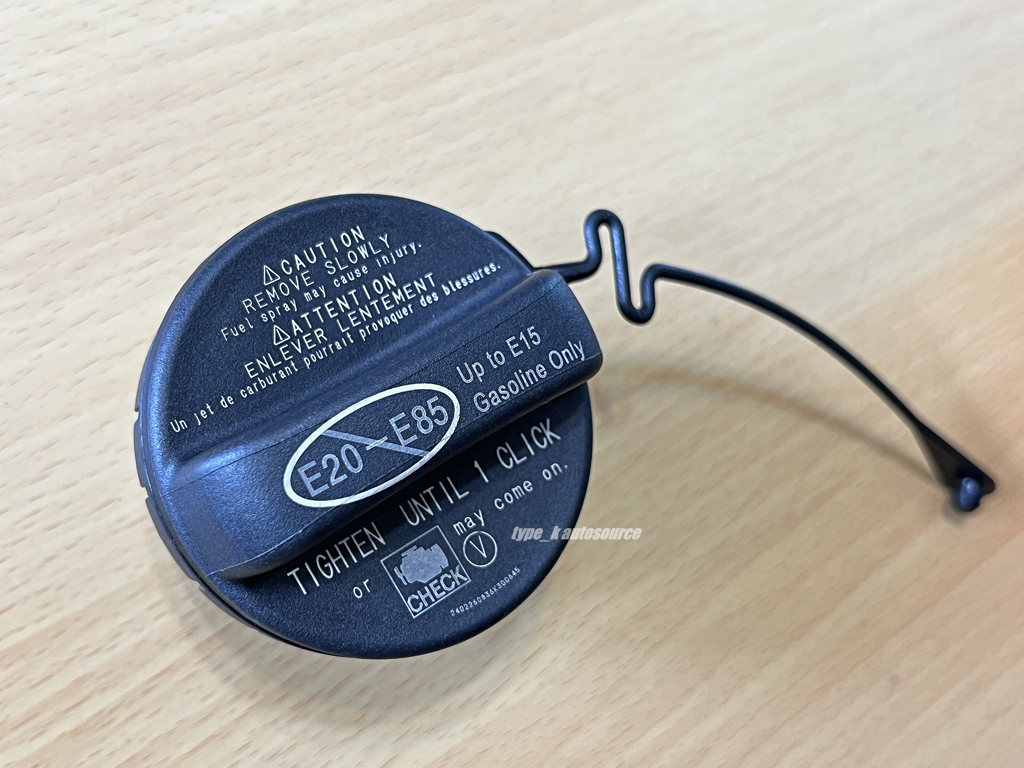 ⚠CAUTION
REMOVE SLOWLY
Fuel spray may cause injury.
⚠ATTENTION
ENLEVER LENTEMENT
Un jet de carburant pourrait provoquer des blessures.
E20-E85
Up to E15
Gasoline Only
TIGHTEN UNTIL 1 CLICK
or CHECK may come on.
V
type_k autosource